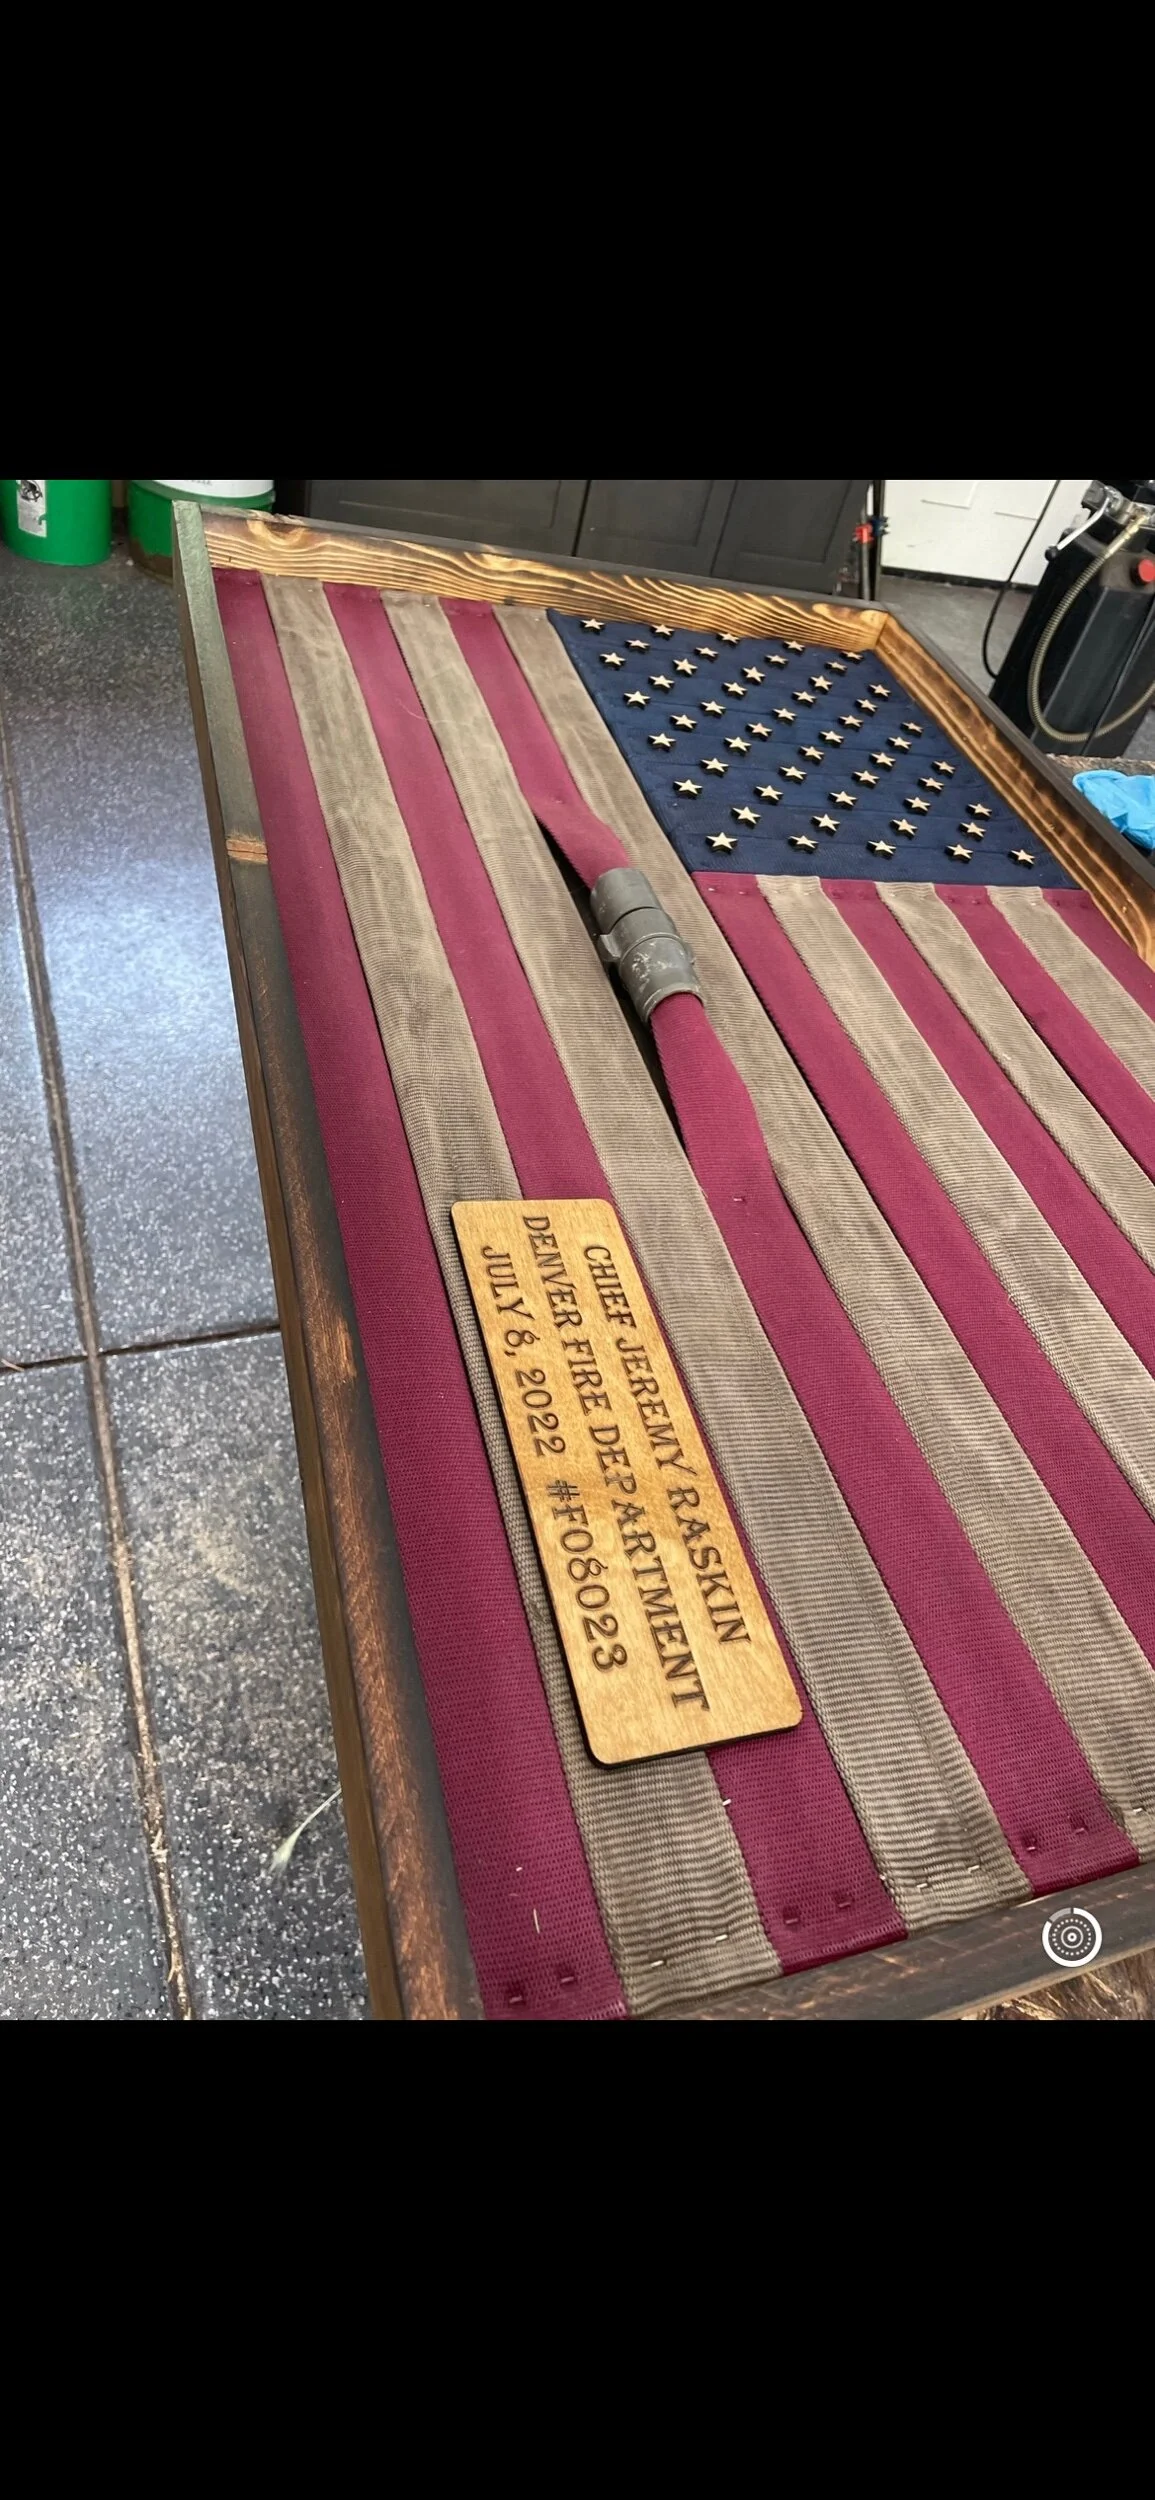 CHIEF JEREMY RASKIN
DENVER FIRE DEPARTMENT
JULY 8, 2022 #F08023